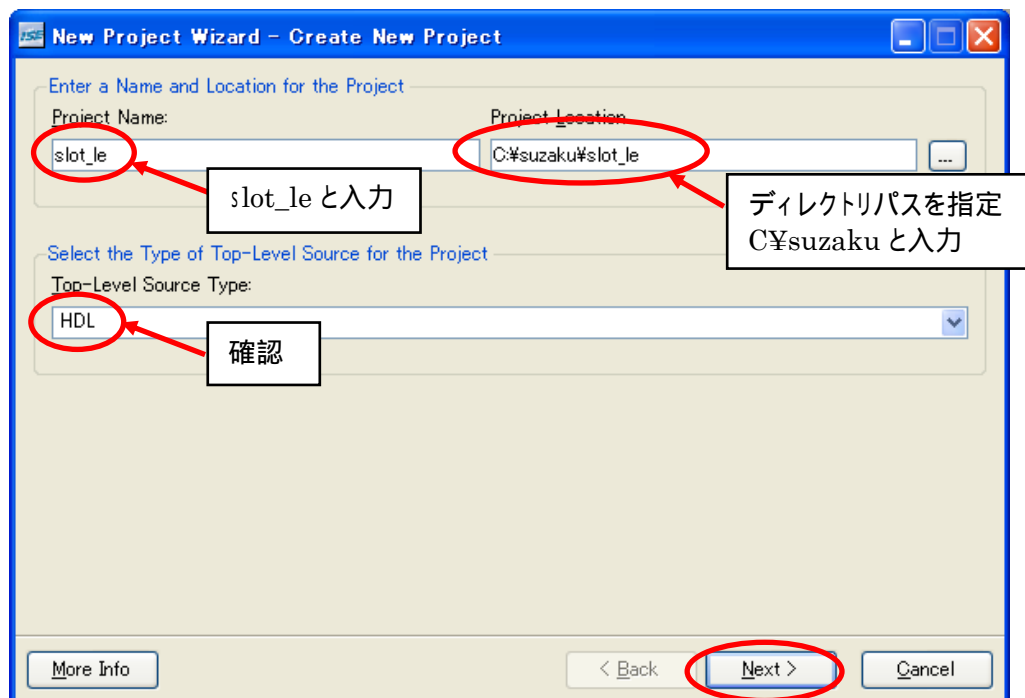 ISE New Project Wizard - Create New Project
Enter a Name and Location for the Project
Project Name:
Project Location
slot_le
C:¥suzaku¥slot_le
...
slot_le と入力
ディレクトリパスを指定
C¥suzaku と入力
Select the Type of Top-Level Source for the Project
Top-Level Source Type:
HDL
確認
More Info
< Back
Next >
Cancel